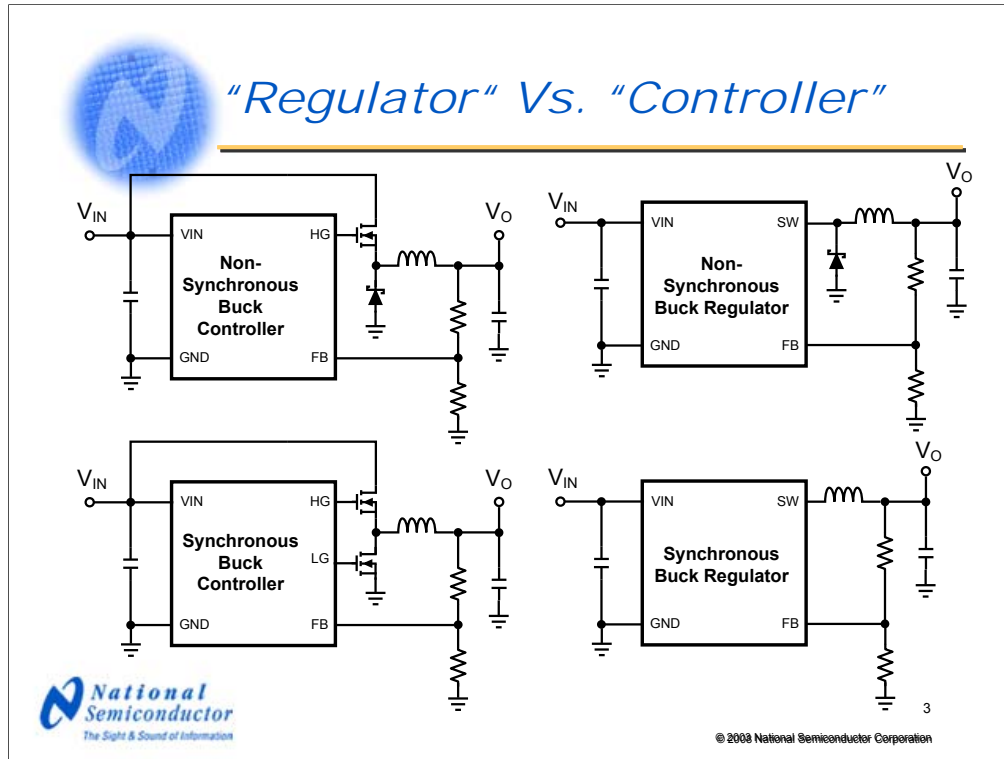 "Regulator" Vs. "Controller"
VIN
VIN
HG
VO
Non-
Synchronous
Buck
Controller
GND
FB
VIN
VIN
SW
VO
Non-
Synchronous
Buck Regulator
GND
FB
VIN
VIN
HG
VO
Synchronous
Buck
Controller
LG
GND
FB
VIN
VIN
SW
VO
Synchronous
Buck Regulator
GND
FB
National
Semiconductor
The Sight & Sound of Information
3
© 2003 National Semiconductor Corporation